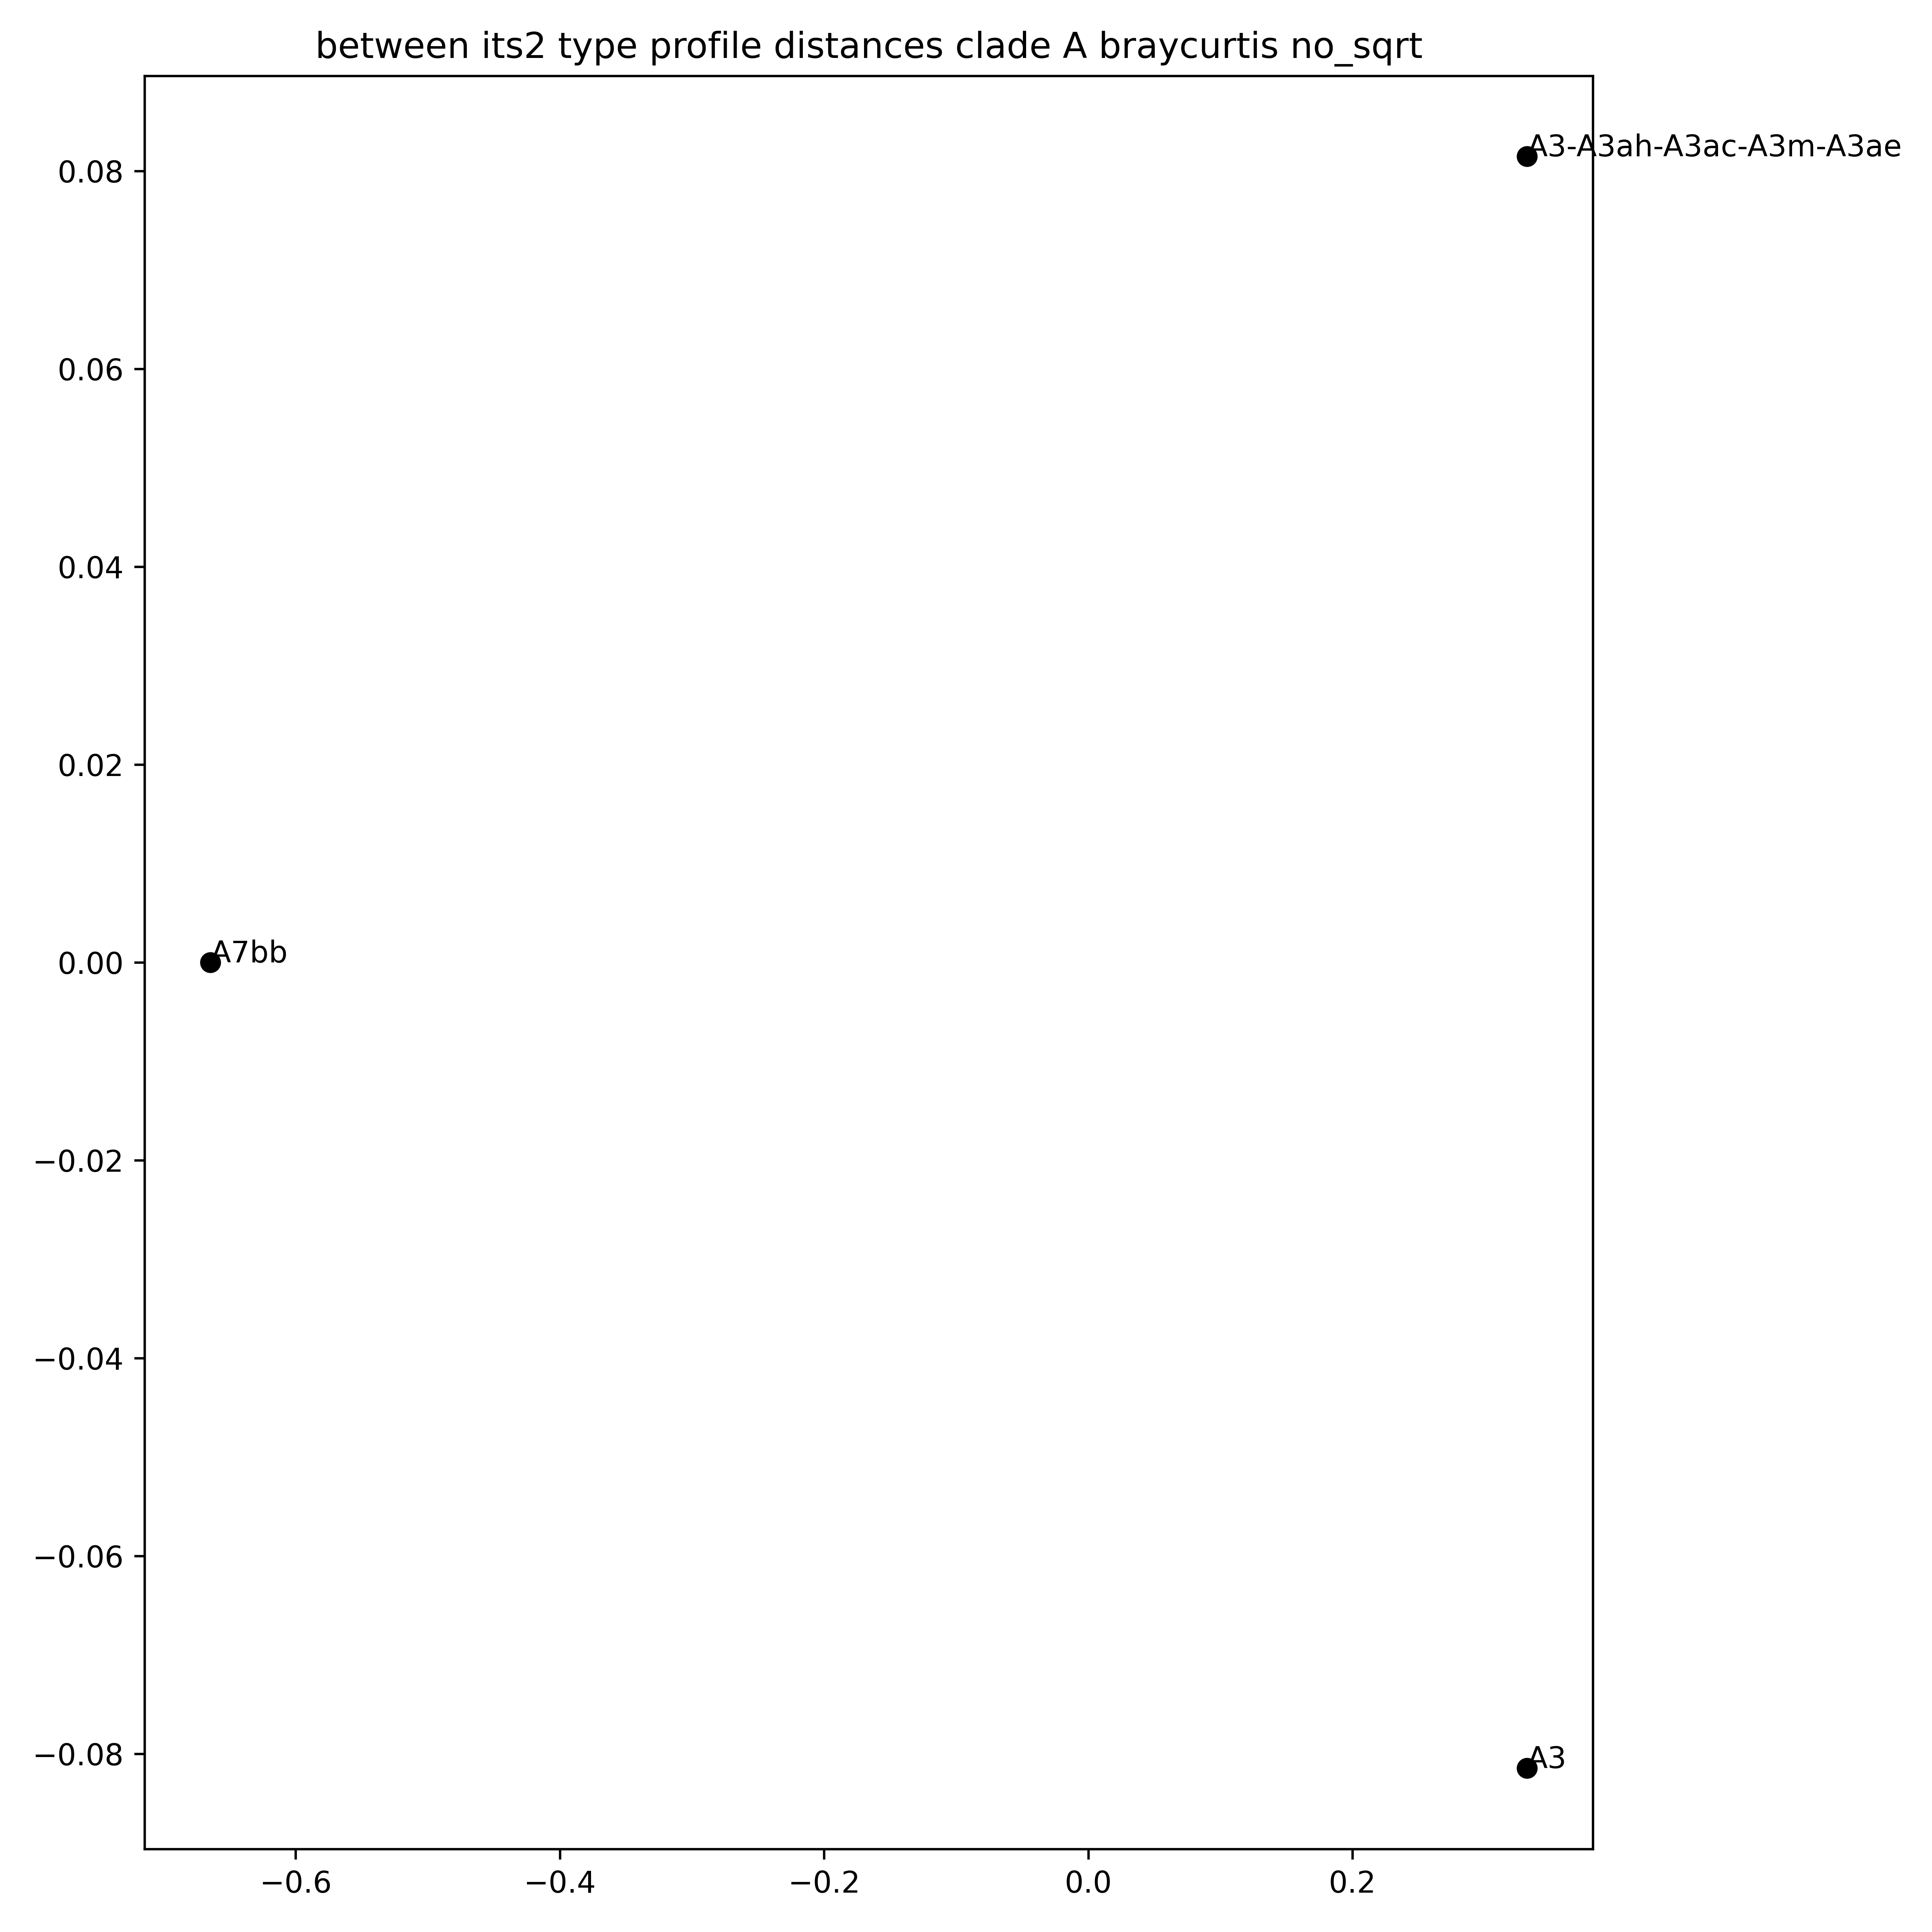 between its2 type profile distances clade A braycurtis no_sqrt
A3-A3ah-A3ac-A3m-A3ae
0.08
0.06
0.04
0.02
A7bb
0.00
−0.02
−0.04
−0.06
A3
−0.08
−0.6 −0.4 −0.2 0.0 0.2